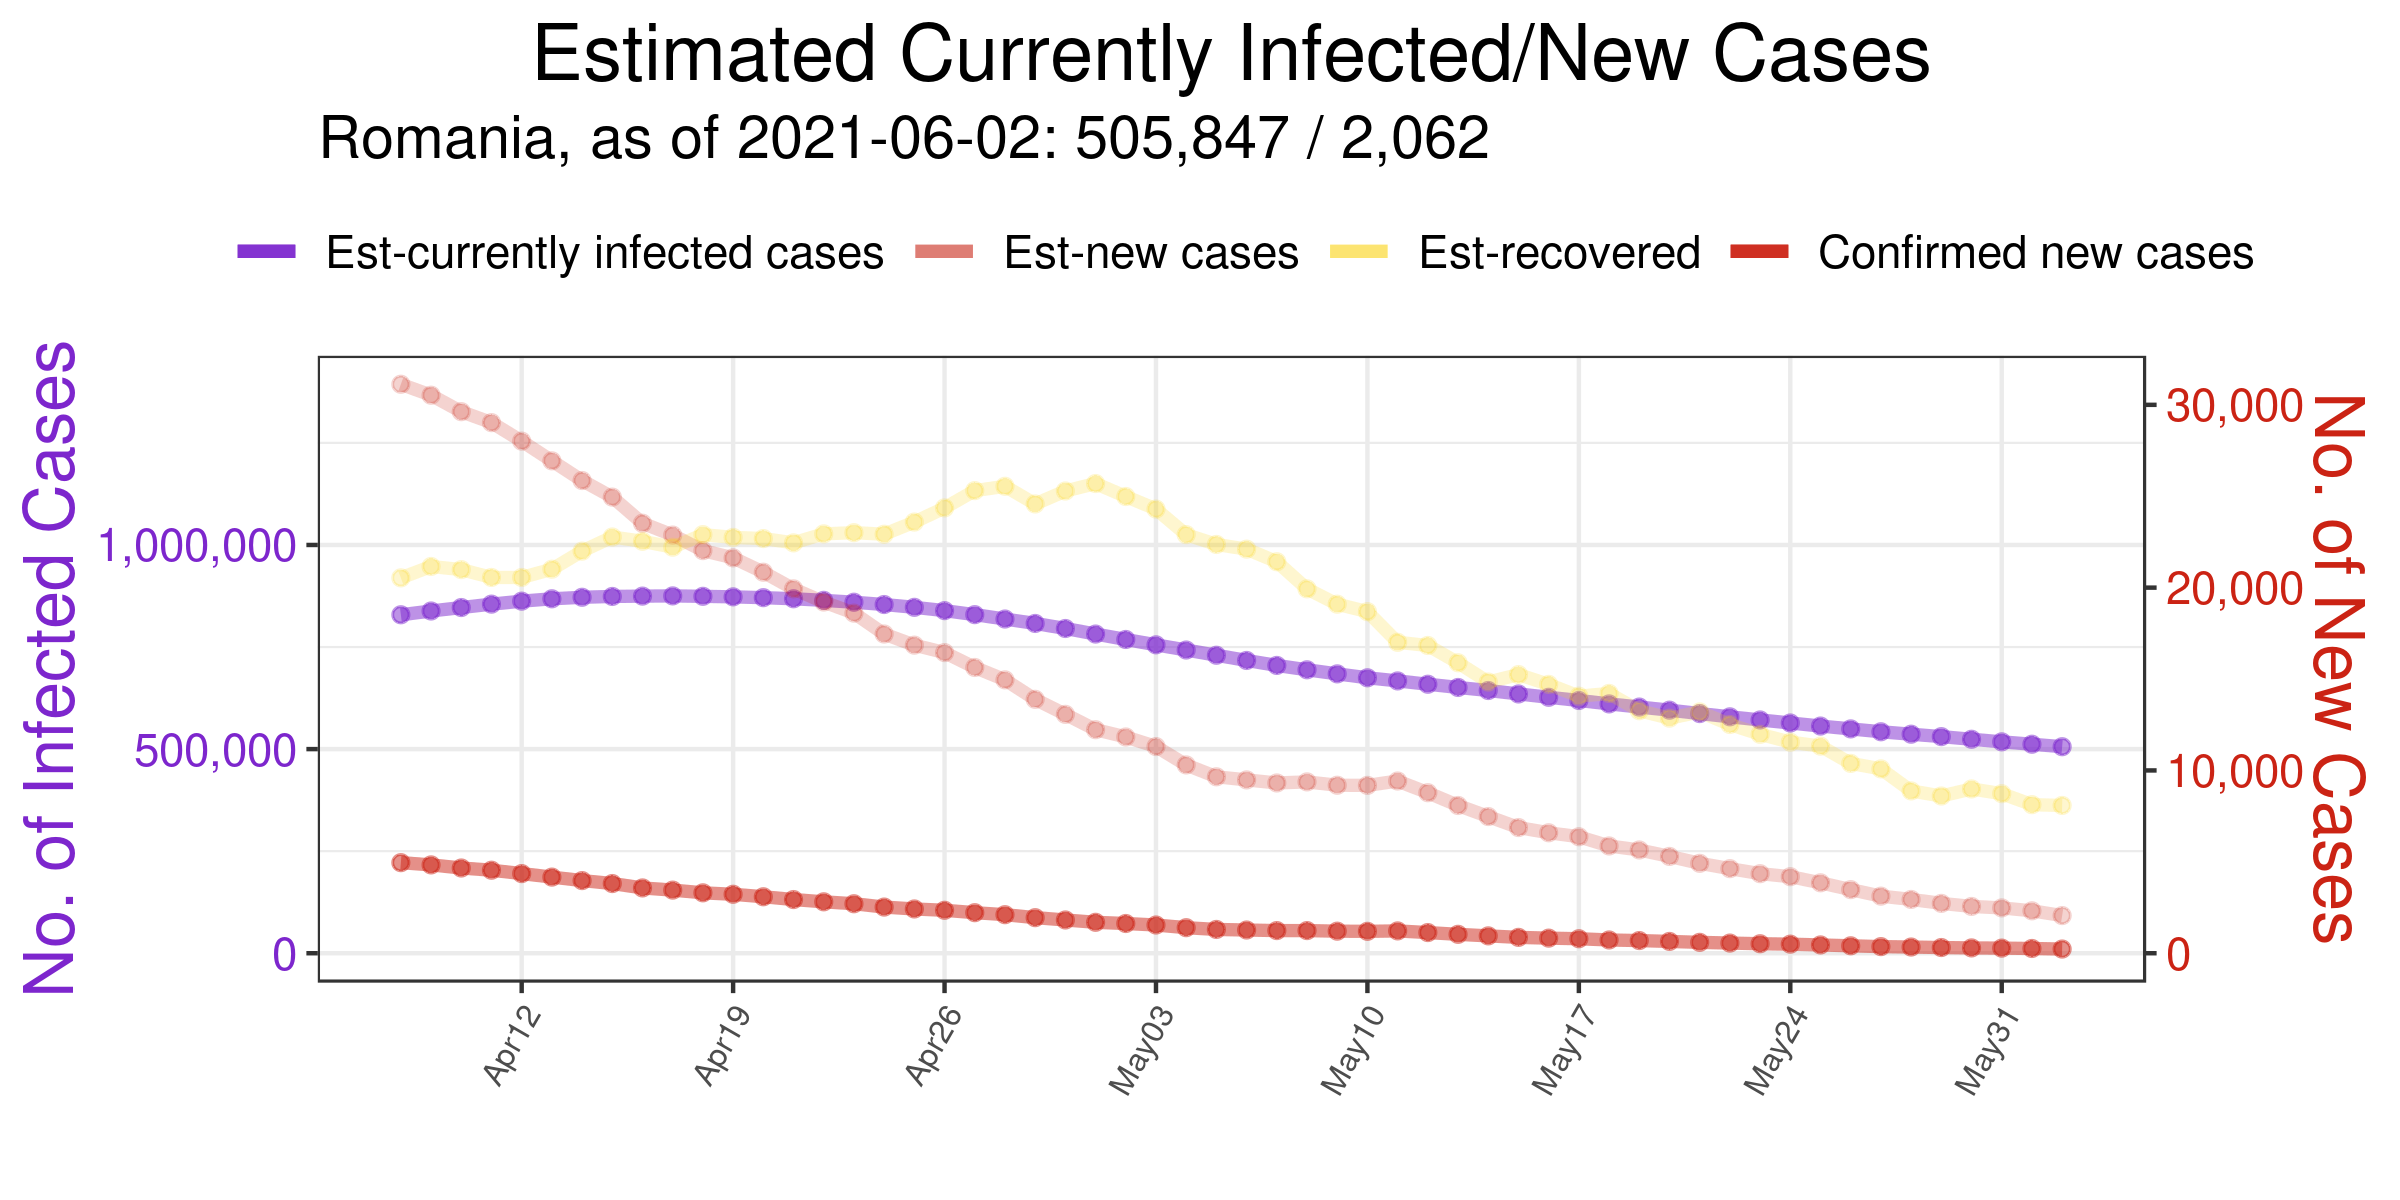 Estimated Currently Infected/New Cases
Romania, as of 2021-06-02: 505,847 / 2,062
Est-currently infected cases Est-new cases Est-recovered Confirmed new cases
No. of Infected Cases
1,000,000
500,000
0
30,000
20,000
10,000
0
No. of New Cases
Apr12 Apr19 Apr26 May03 May10 May17 May24 May31